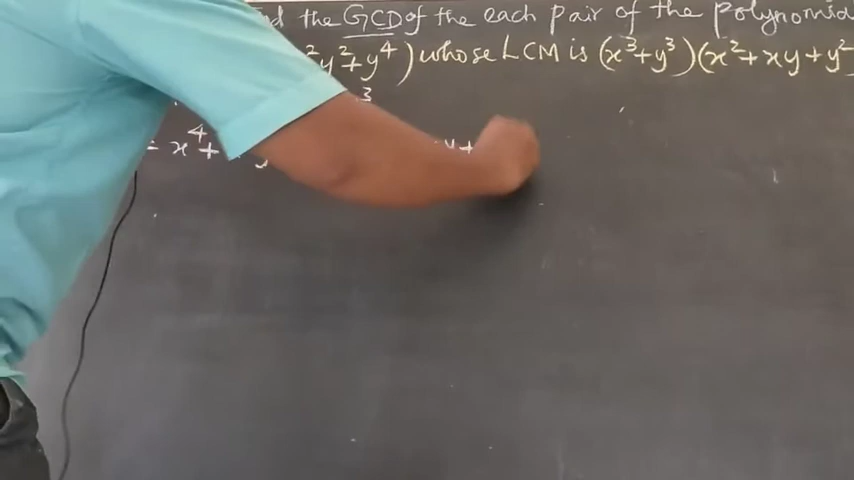 the GCD of the each pair of the polynomia
²y²+y⁴) whose LCM is (x³+y³)(x²+xy+y²
3
= x⁴+
y+